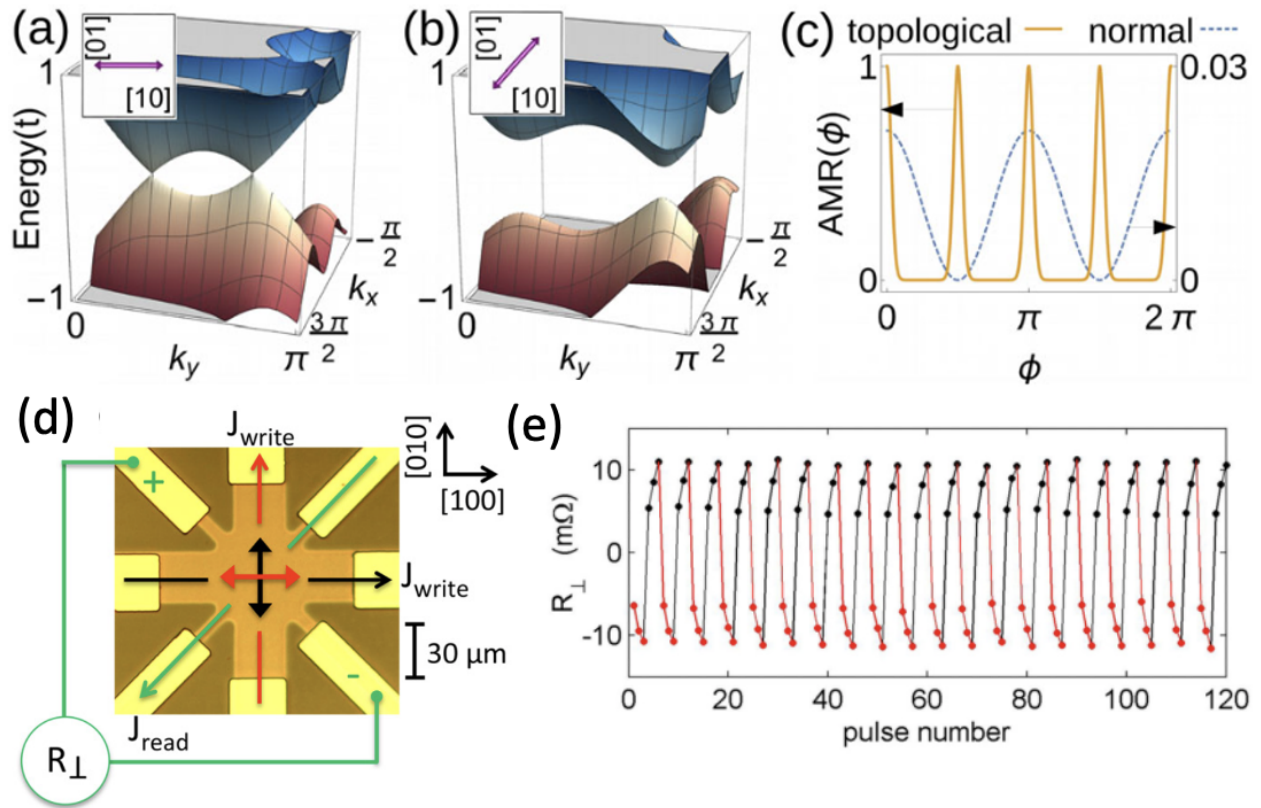 (a)
[01]
[10]
1
Energy(t)
−1
0
k_y
π
3π/2
k_x
−π/2
(b)
[01]
[10]
1
−1
0
k_y
π
3π/2
k_x
−π/2
(c)
topological
normal
1
0.03
AMR(ϕ)
0
0
0
π
2π
ϕ
(d)
J_write
[010]
[100]
+
J_write
30 μm
-
J_read
R_⊥
(e)
R_⊥ (mΩ)
10
0
-10
0
20
40
60
80
100
120
pulse number